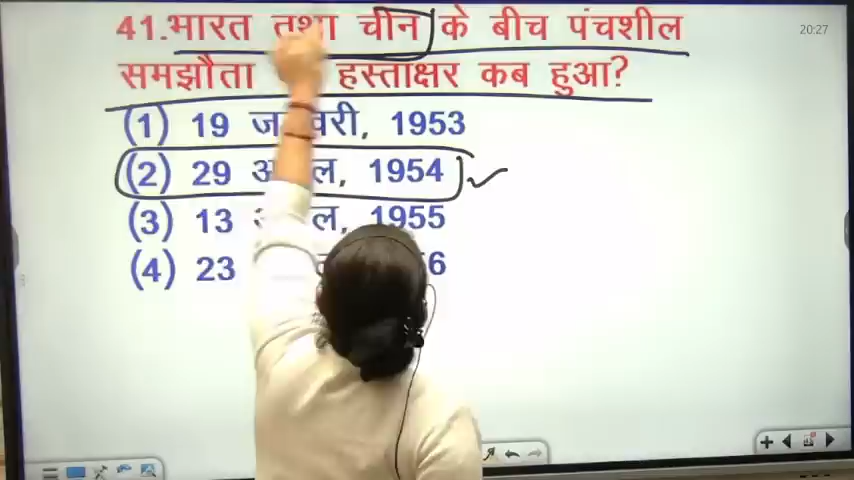 41.भारत तथा चीन के बीच पंचशील
समझौता हस्ताक्षर कब हुआ?
(1) 19 1953
(2) 29 1954
(3) 13 1955
(4) 23
20:27